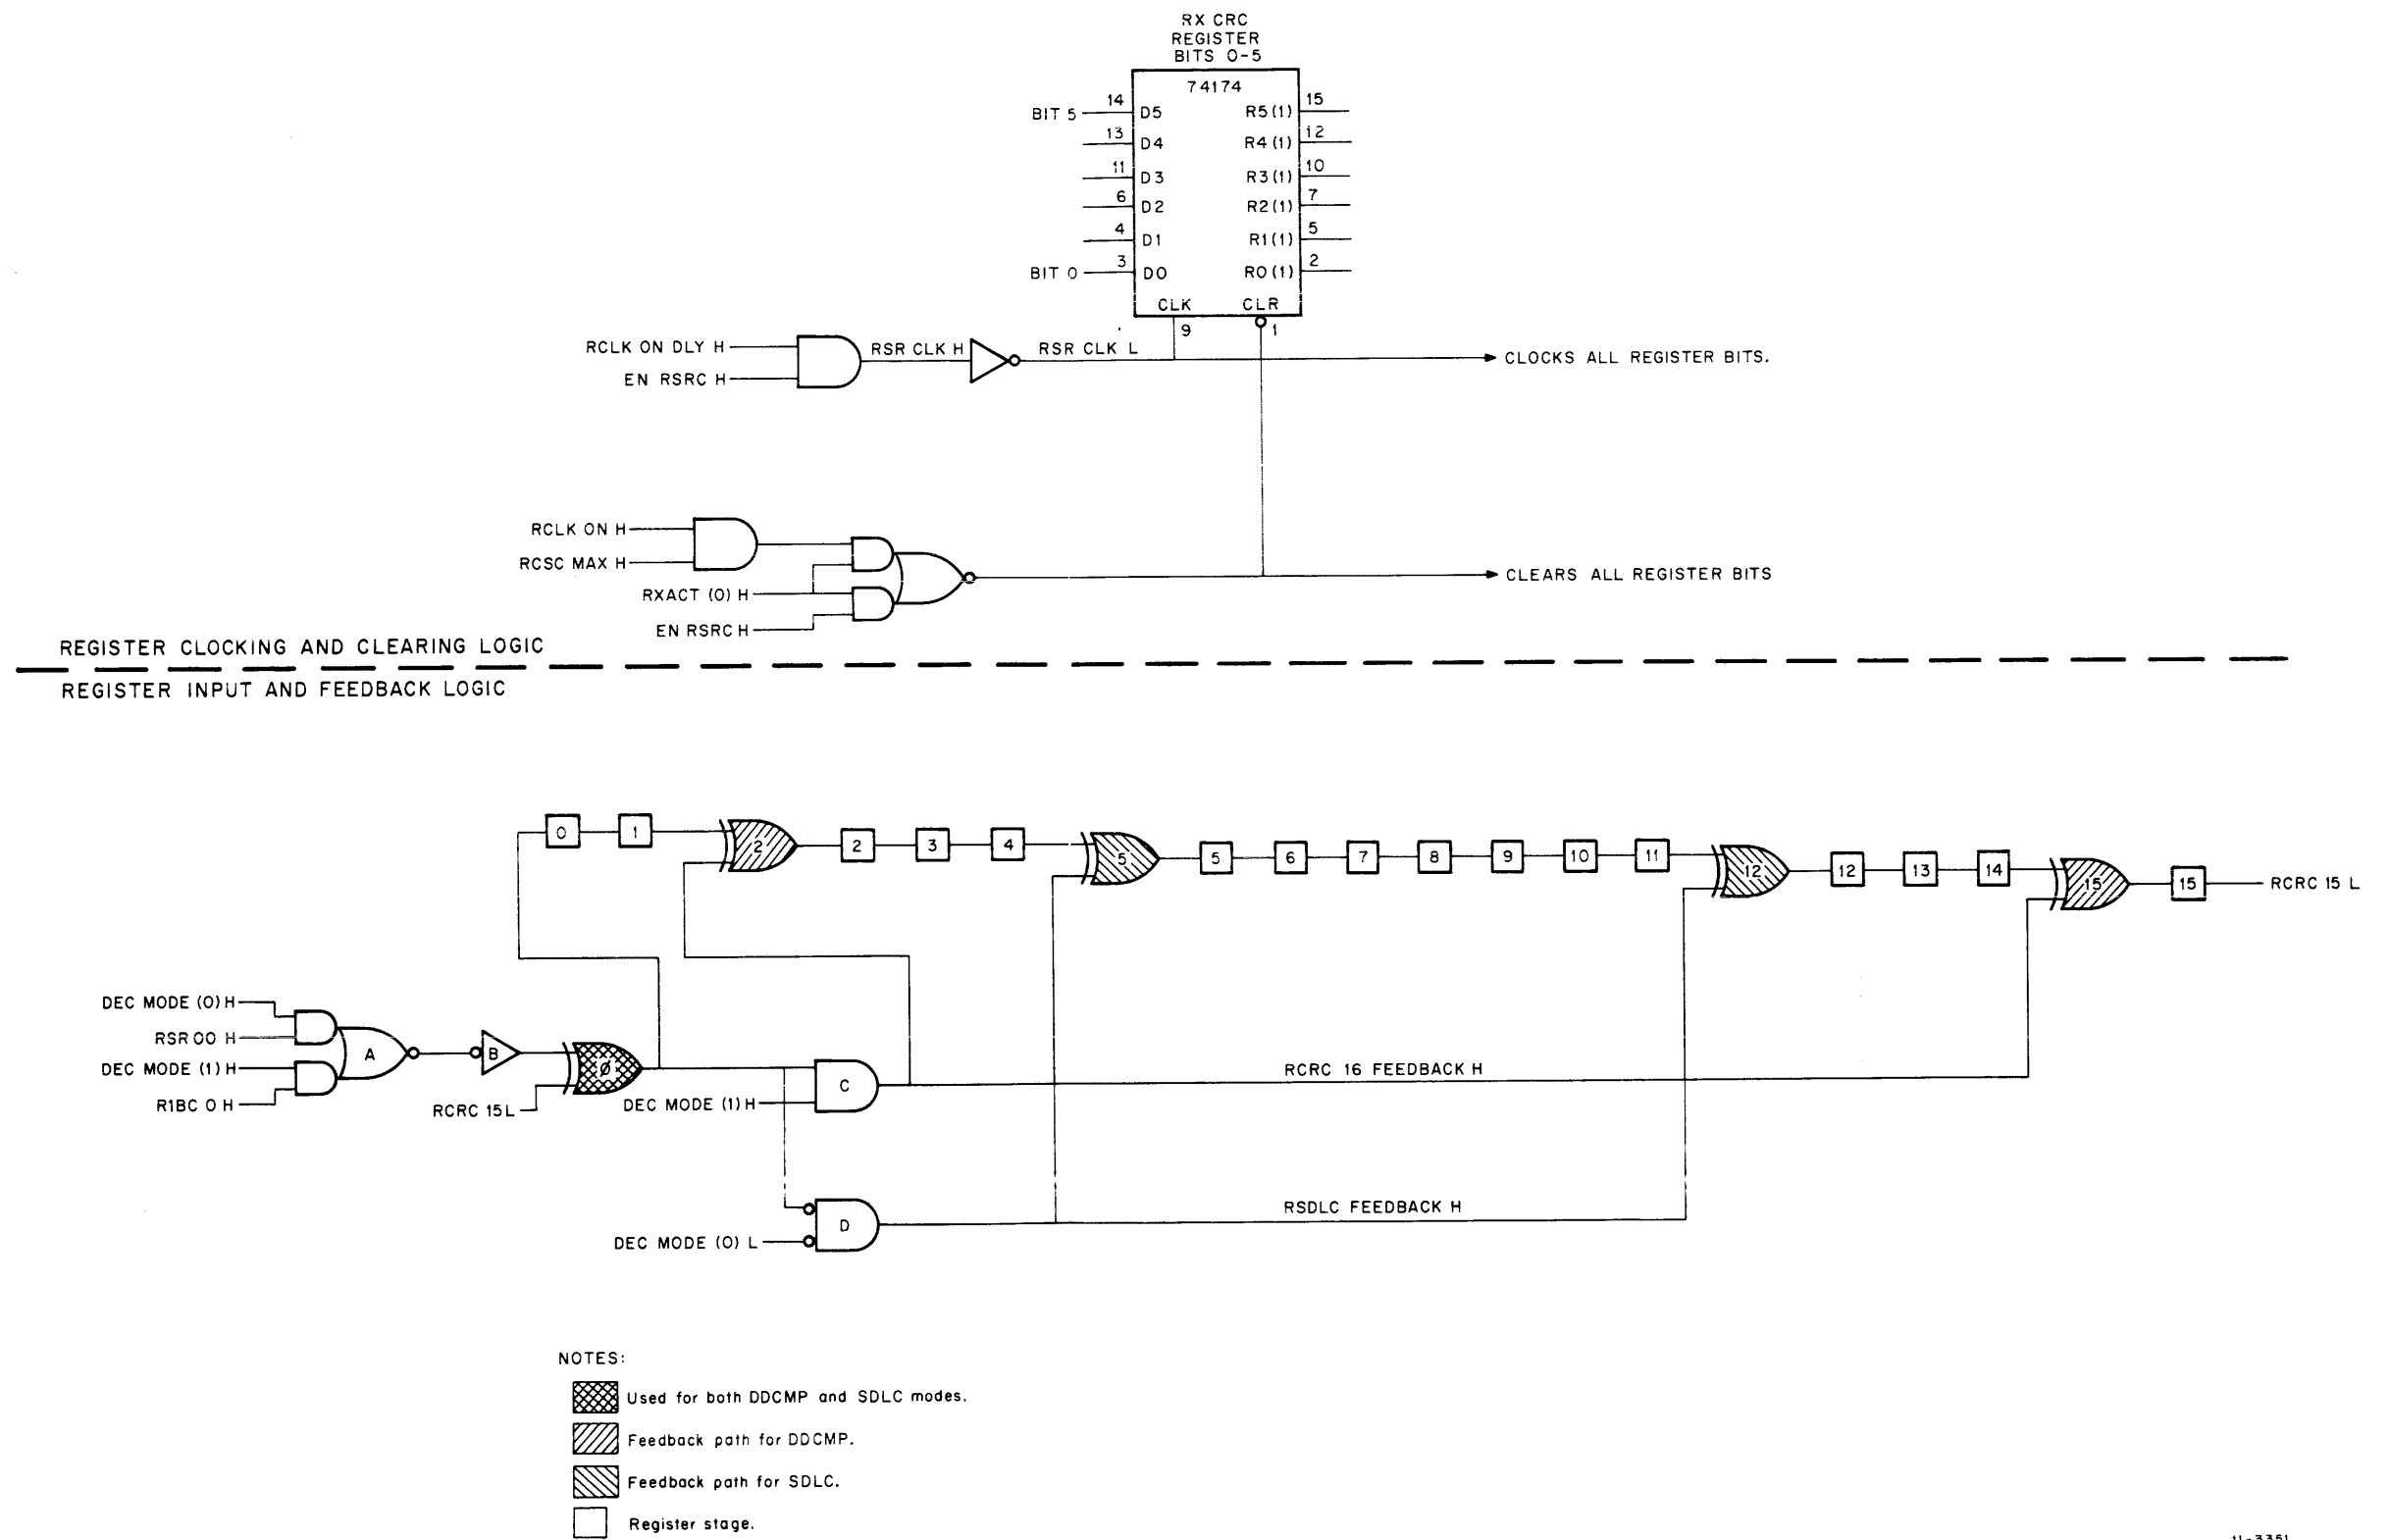 RX CRC
REGISTER
BITS 0-5
74174
BIT 5 14 D5 R5(1) 15
13 D4 R4(1) 12
11 D3 R3(1) 10
6 D2 R2(1) 7
4 D1 R1(1) 5
BIT 0 3 D0 R0(1) 2
CLK CLR
9 1
RCLK ON DLY H
EN RSRC H
RSR CLK H
RSR CLK L
CLOCKS ALL REGISTER BITS.
RCLK ON H
RCSC MAX H
RXACT (0) H
EN RSRC H
CLEARS ALL REGISTER BITS
REGISTER CLOCKING AND CLEARING LOGIC
REGISTER INPUT AND FEEDBACK LOGIC
0 1 2 2 3 4 5 5 6 7 8 9 10 11 12 12 13 14 15 15 RCRC 15 L
DEC MODE (0) H
RSR 00 H
DEC MODE (1) H
R1BC 0 H
A
B
Ø
RCRC 15 L
C
DEC MODE (1) H
RCRC 16 FEEDBACK H
D
DEC MODE (0) L
RSDLC FEEDBACK H
NOTES:
Used for both DDCMP and SDLC modes.
Feedback path for DDCMP.
Feedback path for SDLC.
Register stage.
11-3351